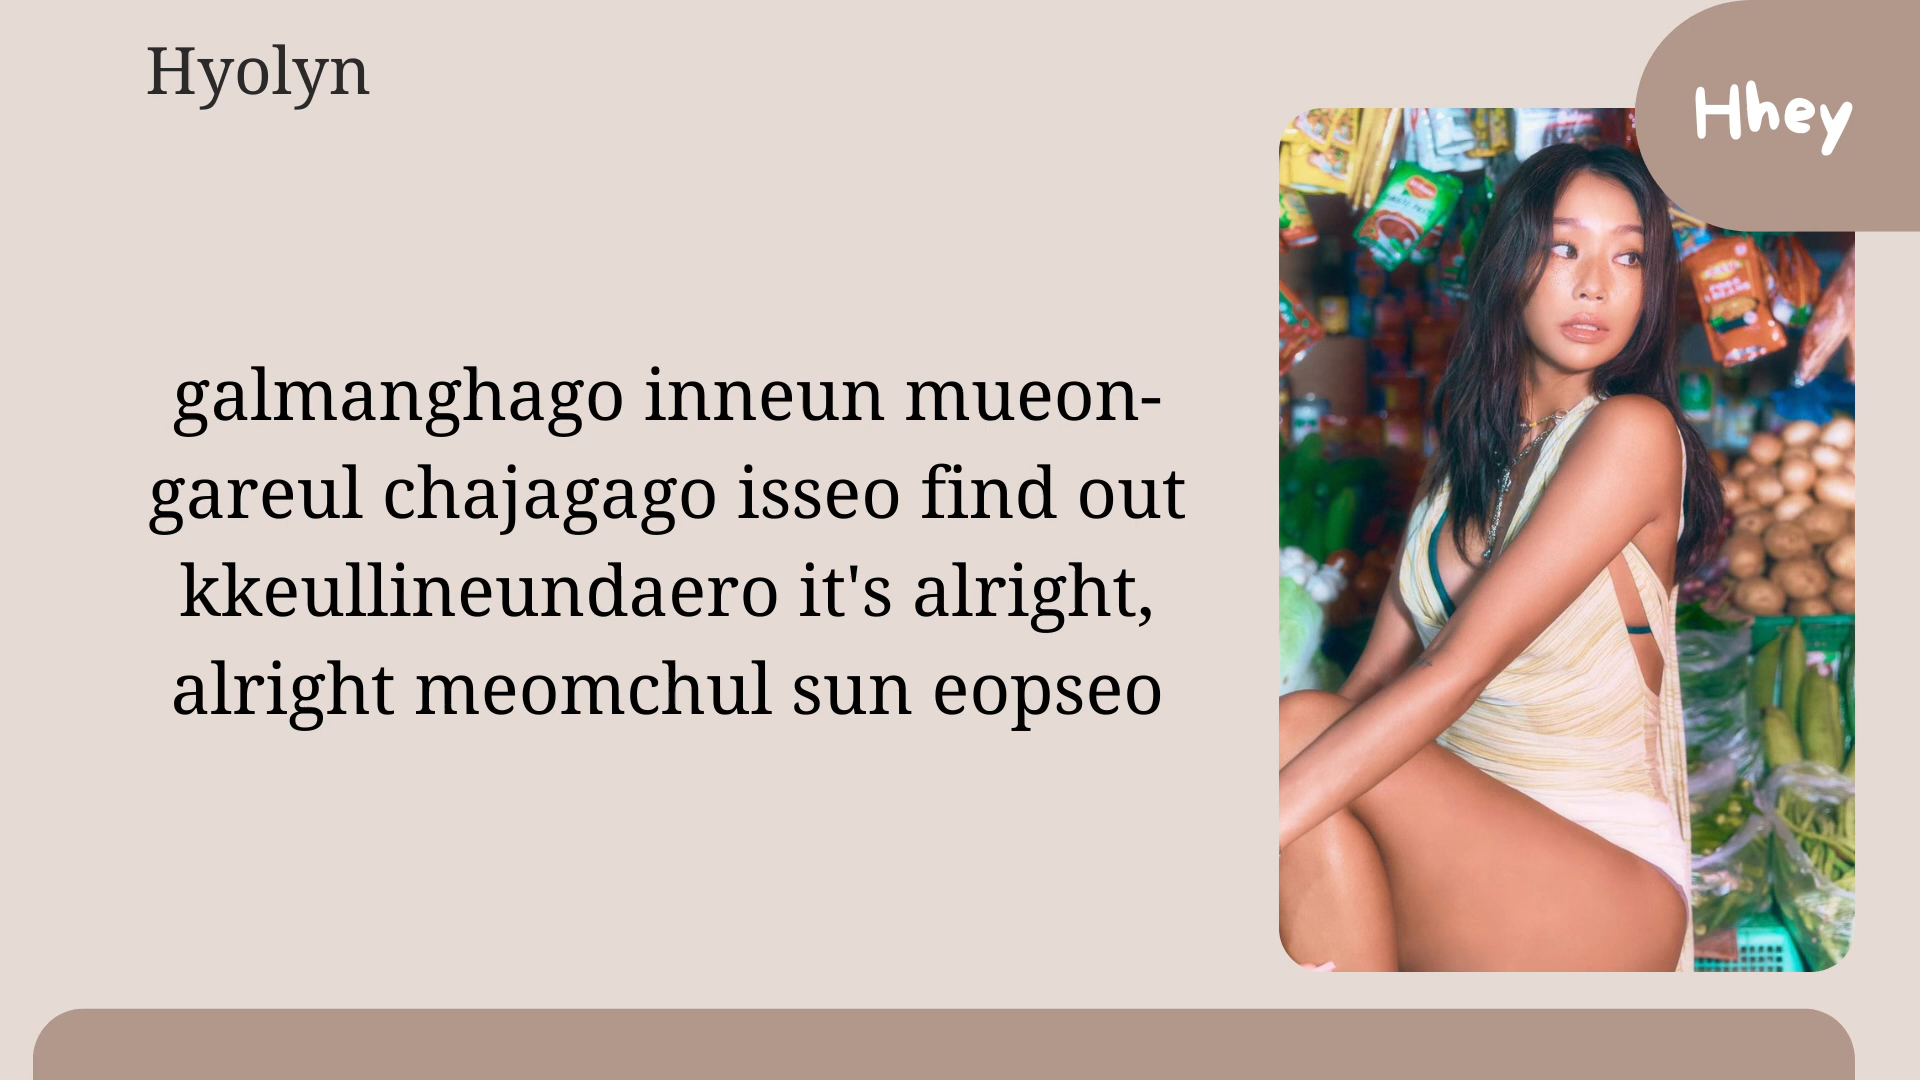 Hyolyn
Hhey
galmanghago inneun mueon-
gareul chajagago isseo find out
kkeullineundaero it's alright,
alright meomchul sun eopseo